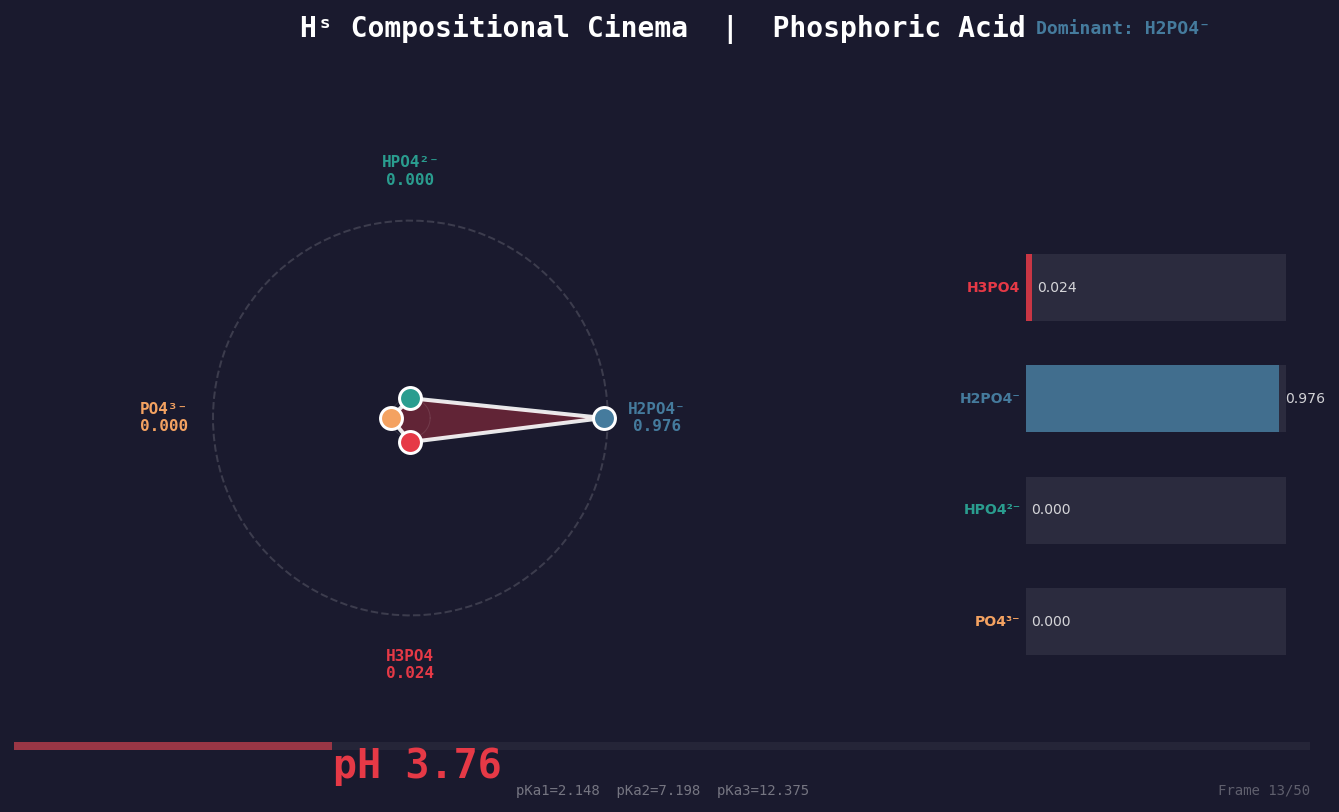 Hˢ Compositional Cinema | Phosphoric Acid
Dominant: H2PO4⁻
HPO4²⁻
0.000
PO4³⁻
0.000
H2PO4⁻
0.976
H3PO4
0.024
H3PO4 0.024
H2PO4⁻ 0.976
HPO4²⁻ 0.000
PO4³⁻ 0.000
pH 3.76
pKa1=2.148 pKa2=7.198 pKa3=12.375
Frame 13/50